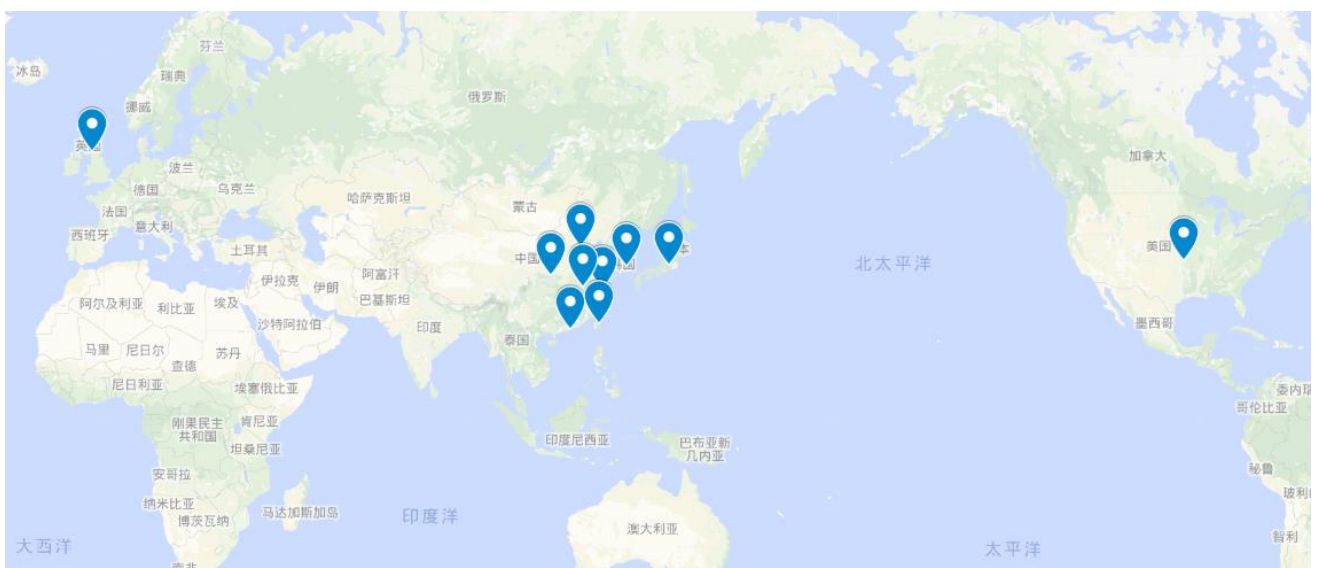 芬兰
冰岛
瑞典
俄罗斯
挪威
加拿大
波兰
德国
乌克兰
哈萨克斯坦
法国
蒙古
意大利
西班牙
土耳其
美国
中国
北太平洋
伊拉克
阿富汗
伊朗
阿尔及利亚
利比亚
埃及
巴基斯坦
沙特阿拉伯
印度
墨西哥
泰国
马里
尼日尔
苏丹
查德
尼日利亚
埃塞俄比亚
委内瑞
哥伦比亚
刚果民主
共和国
肯尼亚
印度尼西亚
巴布亚新
几内亚
坦桑尼亚
安哥拉
秘鲁
纳米比亚
博茨瓦纳
马达加斯加岛
印度洋
澳大利亚
智利
大西洋
太平洋